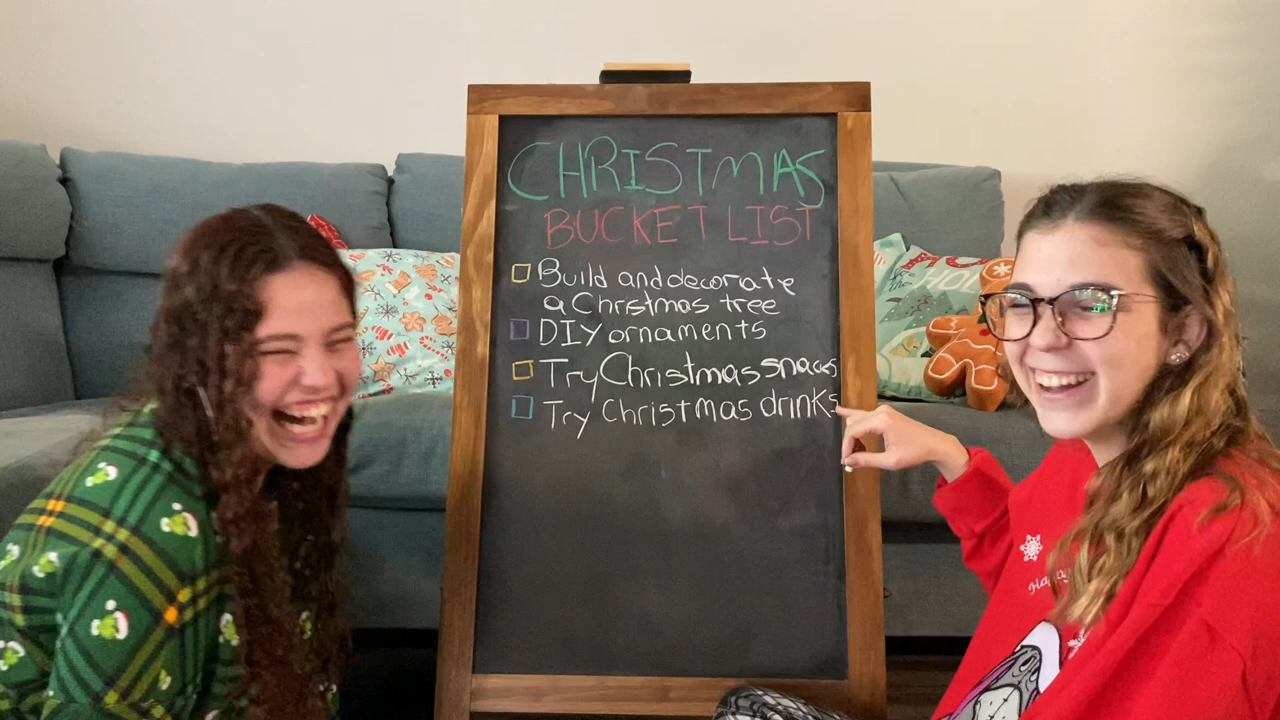 CHRISTMAS
BUCKET LIST
Build and decorate
a Christmas tree
DIY ornaments
Try Christmas snacks
Try Christmas drinks